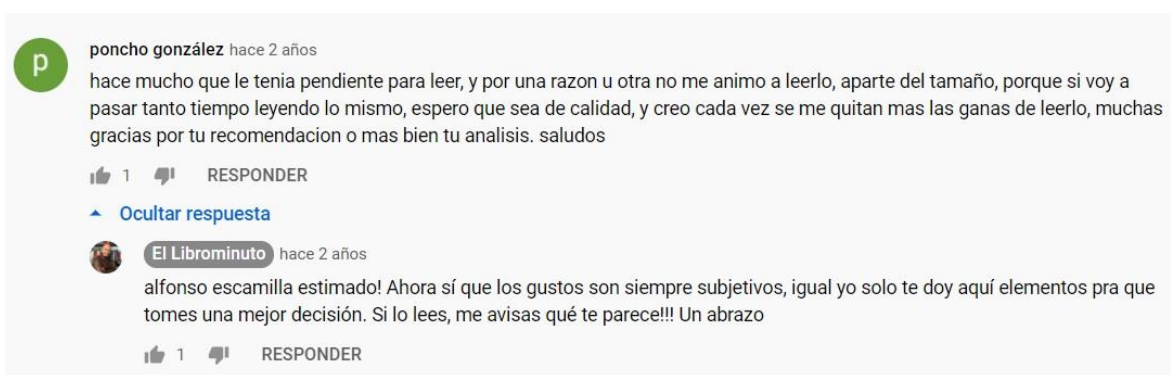 p
poncho gonzález hace 2 años
hace mucho que le tenia pendiente para leer, y por una razon u otra no me animo a leerlo, aparte del tamaño, porque si voy a
pasar tanto tiempo leyendo lo mismo, espero que sea de calidad, y creo cada vez se me quitan mas las ganas de leerlo, muchas
gracias por tu recomendacion o mas bien tu analisis. saludos
1 RESPONDER
Ocultar respuesta
El Librominuto hace 2 años
alfonso escamilla estimado! Ahora sí que los gustos son siempre subjetivos, igual yo solo te doy aquí elementos pra que
tomes una mejor decisión. Si lo lees, me avisas qué te parece!!! Un abrazo
1 RESPONDER